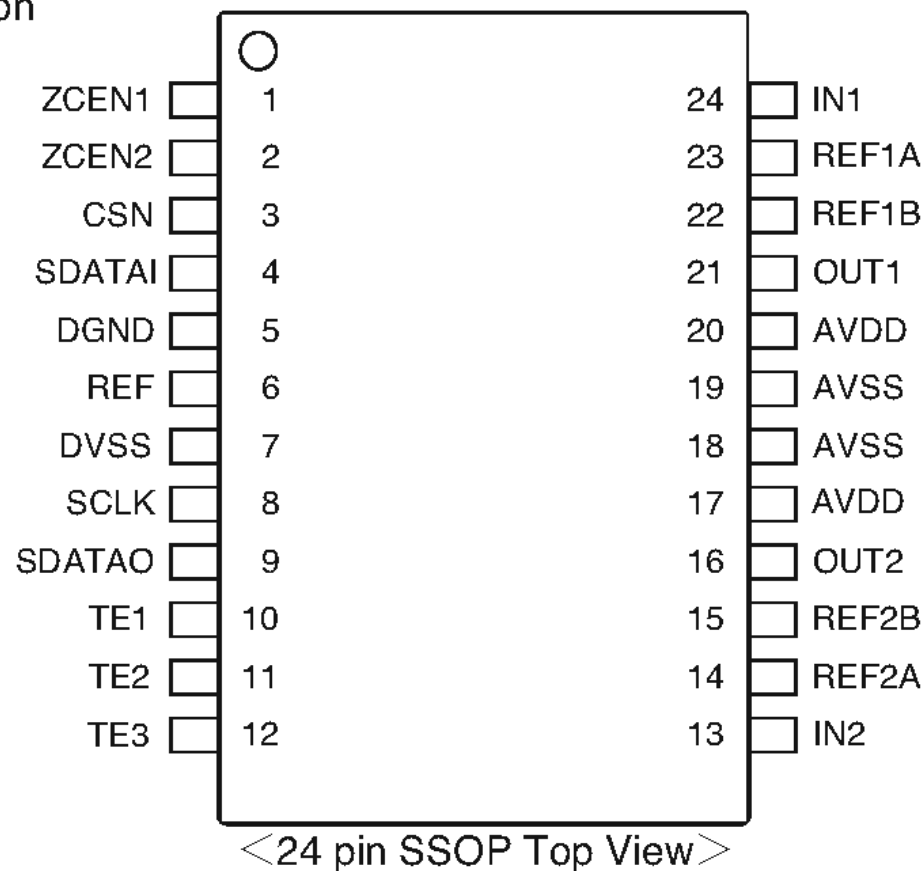 on
ZCEN1 1 24 IN1
ZCEN2 2 23 REF1A
CSN 3 22 REF1B
SDATAI 4 21 OUT1
DGND 5 20 AVDD
REF 6 19 AVSS
DVSS 7 18 AVSS
SCLK 8 17 AVDD
SDATAO 9 16 OUT2
TE1 10 15 REF2B
TE2 11 14 REF2A
TE3 12 13 IN2
<24 pin SSOP Top View>